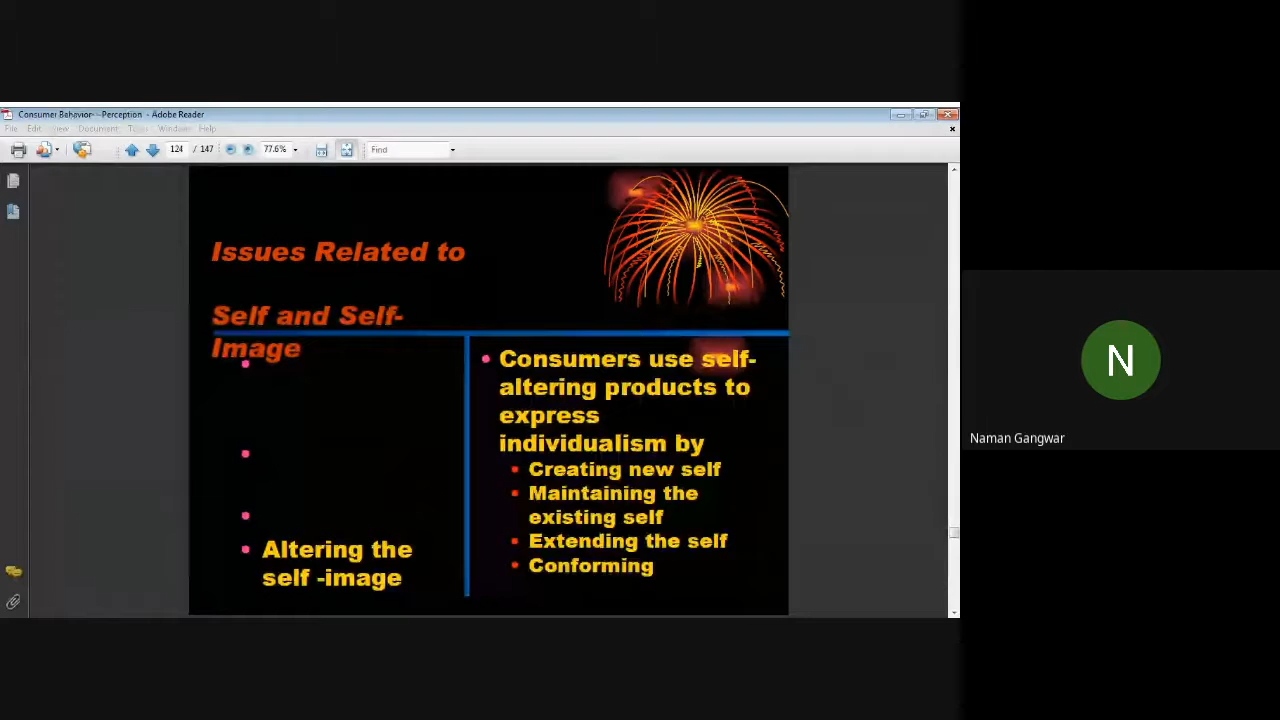 Consumer Behavior- -Perception - Adobe Reader
File Edit View Document Tools Window Help
124 / 147 77.6% Find
Issues Related to
Self and Self-
Image
Consumers use self-
altering products to
express
individualism by
Creating new self
Maintaining the
existing self
Extending the self
Conforming
Altering the
self -image
N
Naman Gangwar